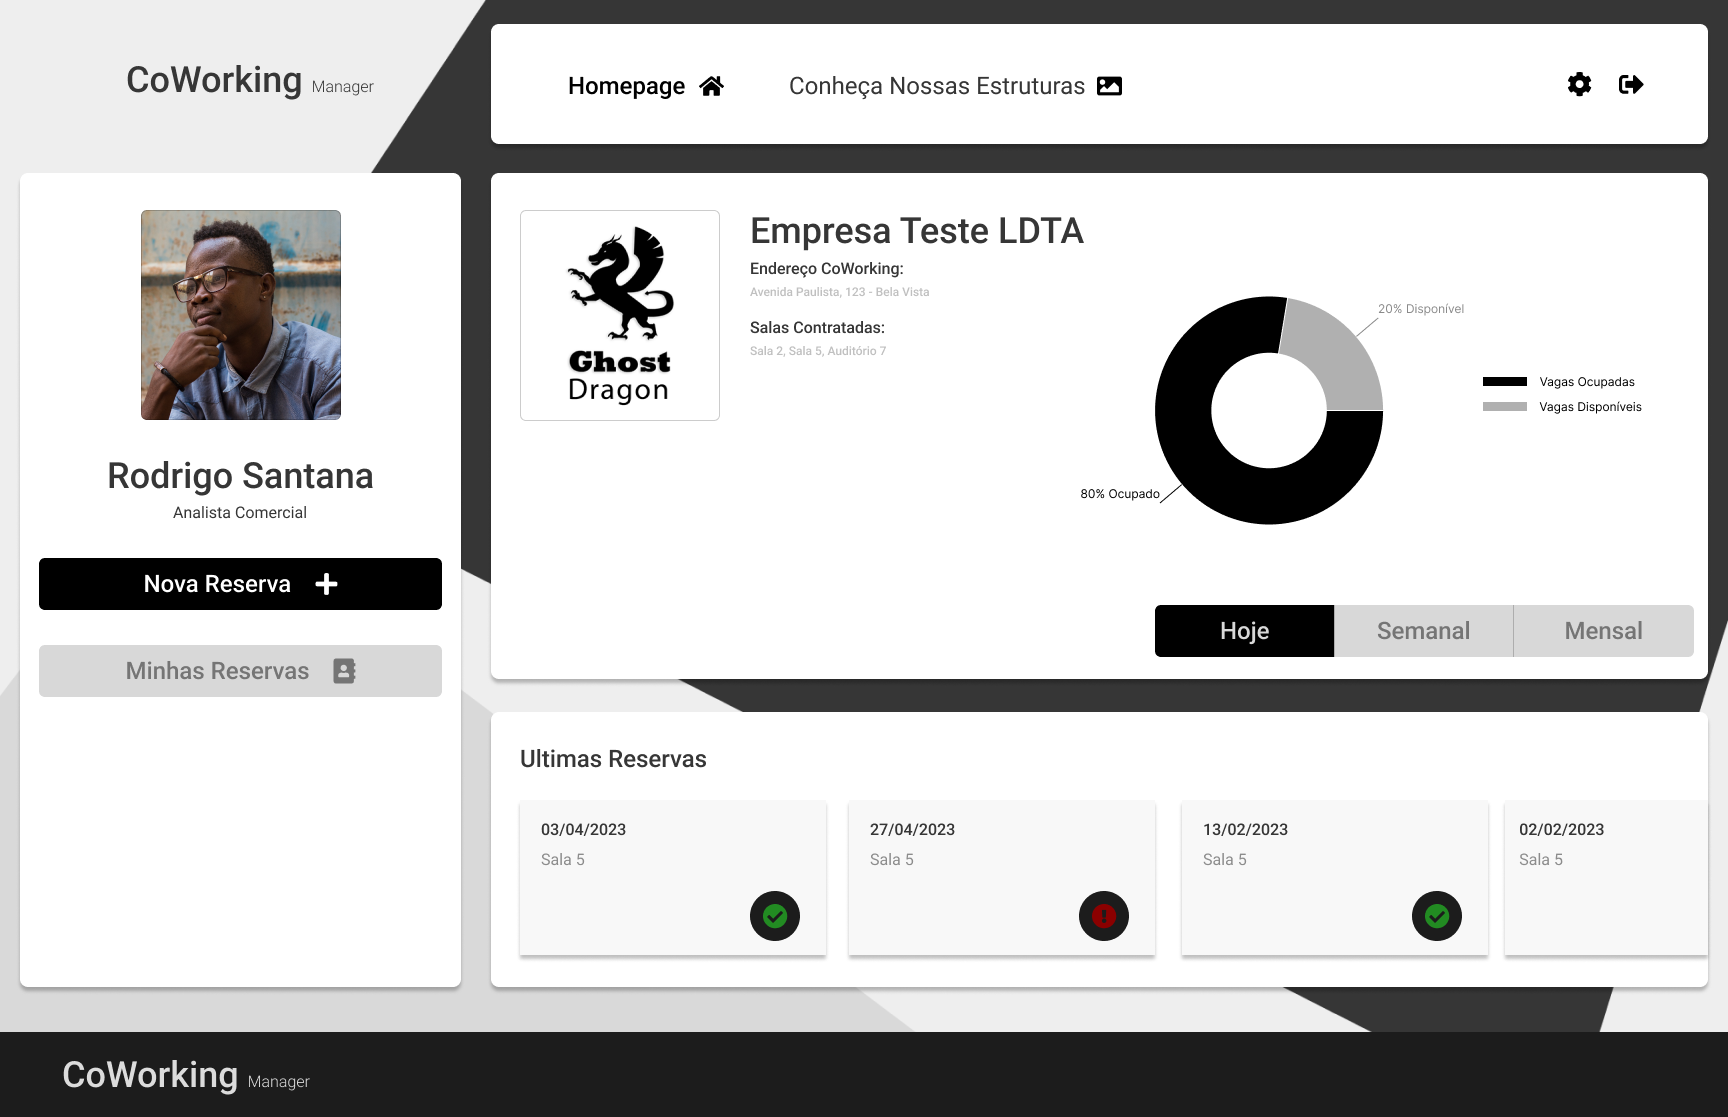 CoWorking Manager
Homepage
Conheça Nossas Estruturas
Rodrigo Santana
Analista Comercial
Nova Reserva
Minhas Reservas
Ghost
Dragon
Empresa Teste LDTA
Endereço CoWorking:
Avenida Paulista, 123 - Bela Vista
Salas Contratadas:
Sala 2, Sala 5, Auditório 7
20% Disponível
80% Ocupado
Vagas Ocupadas
Vagas Disponíveis
Hoje
Semanal
Mensal
Ultimas Reservas
03/04/2023
Sala 5
27/04/2023
Sala 5
13/02/2023
Sala 5
02/02/2023
Sala 5
CoWorking Manager